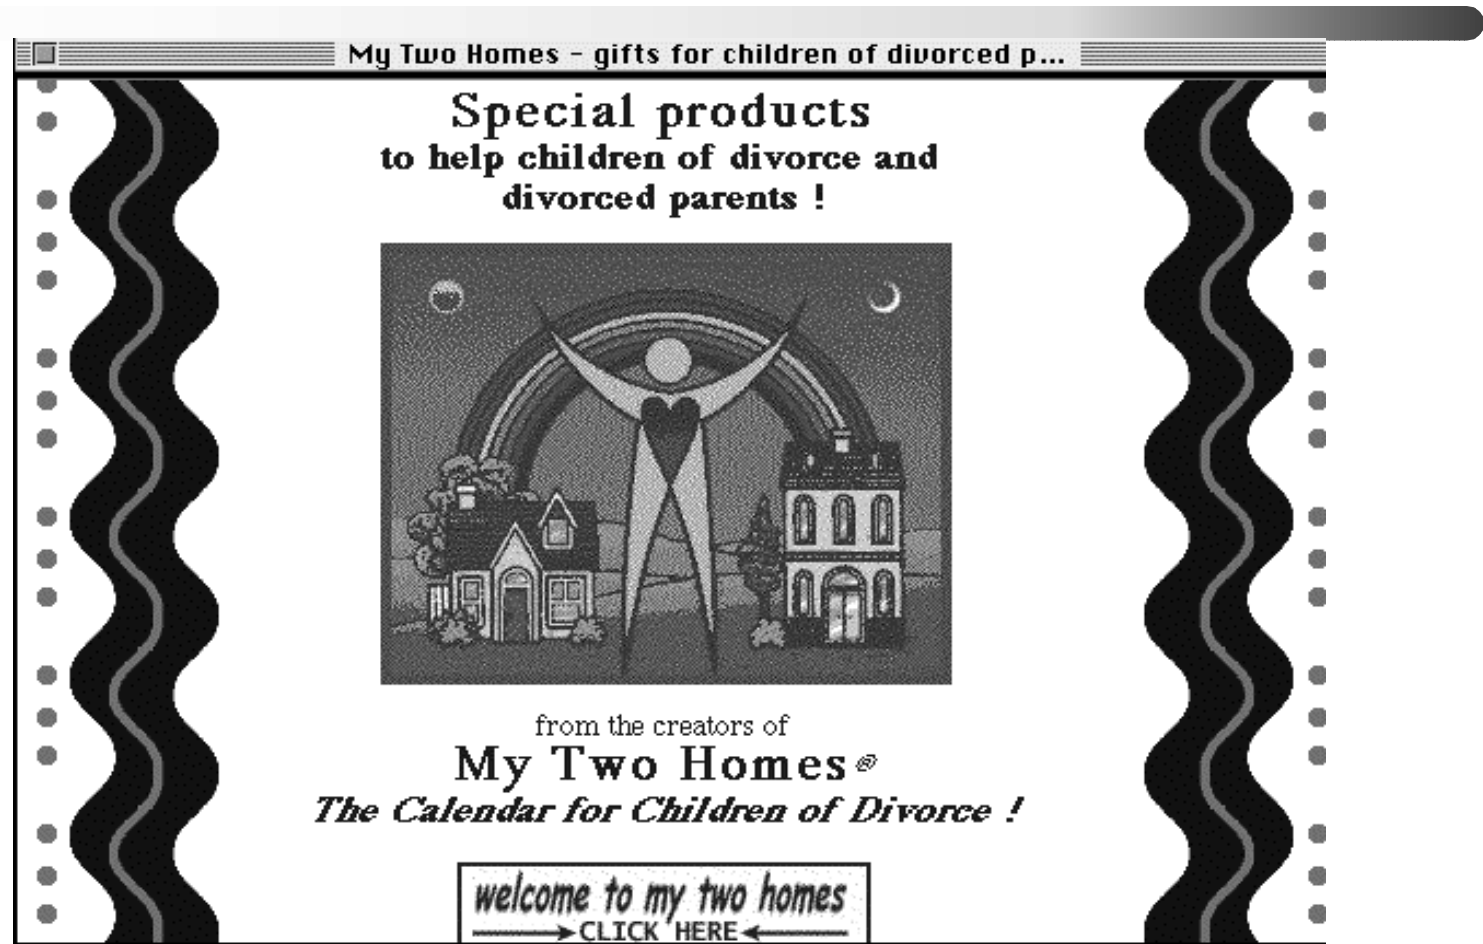 My Two Homes – gifts for children of divorced p...
Special products
to help children of divorce and
divorced parents !
from the creators of
My Two Homes®
The Calendar for Children of Divorce !
welcome to my two homes
CLICK HERE